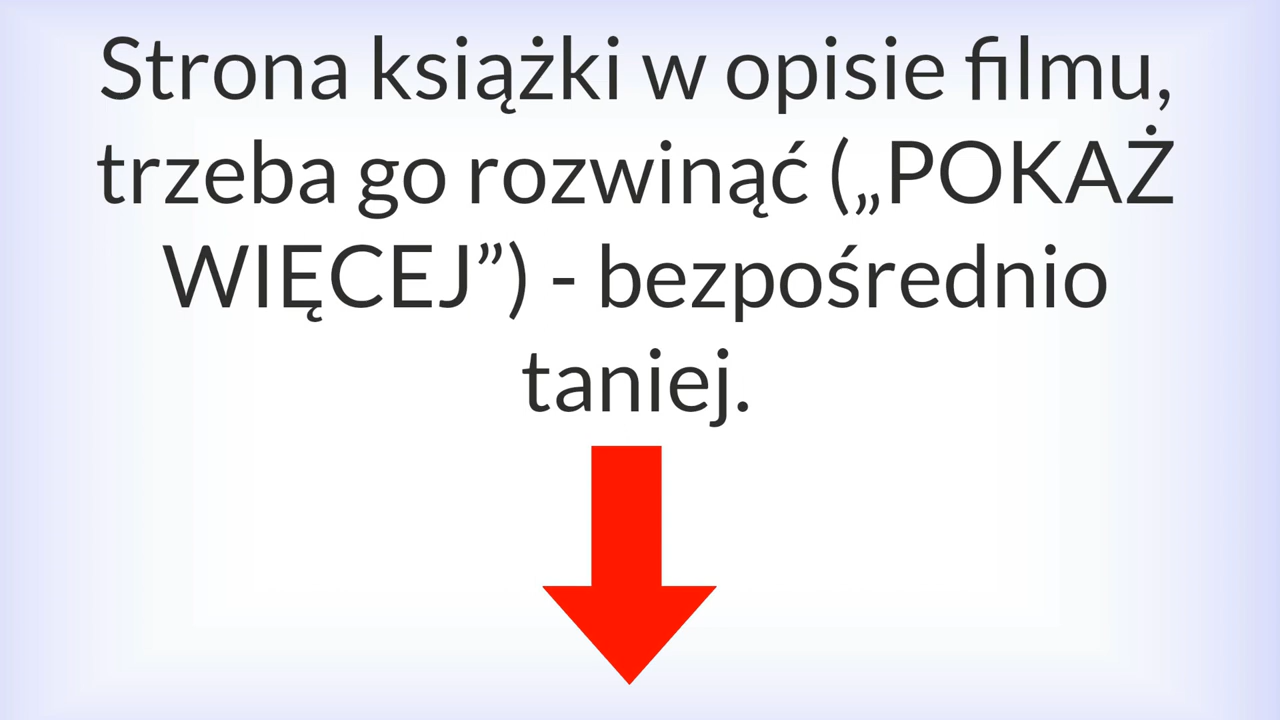 Strona książki w opisie filmu,
trzeba go rozwinąć („POKAŻ
WIĘCEJ”) - bezpośrednio
taniej.